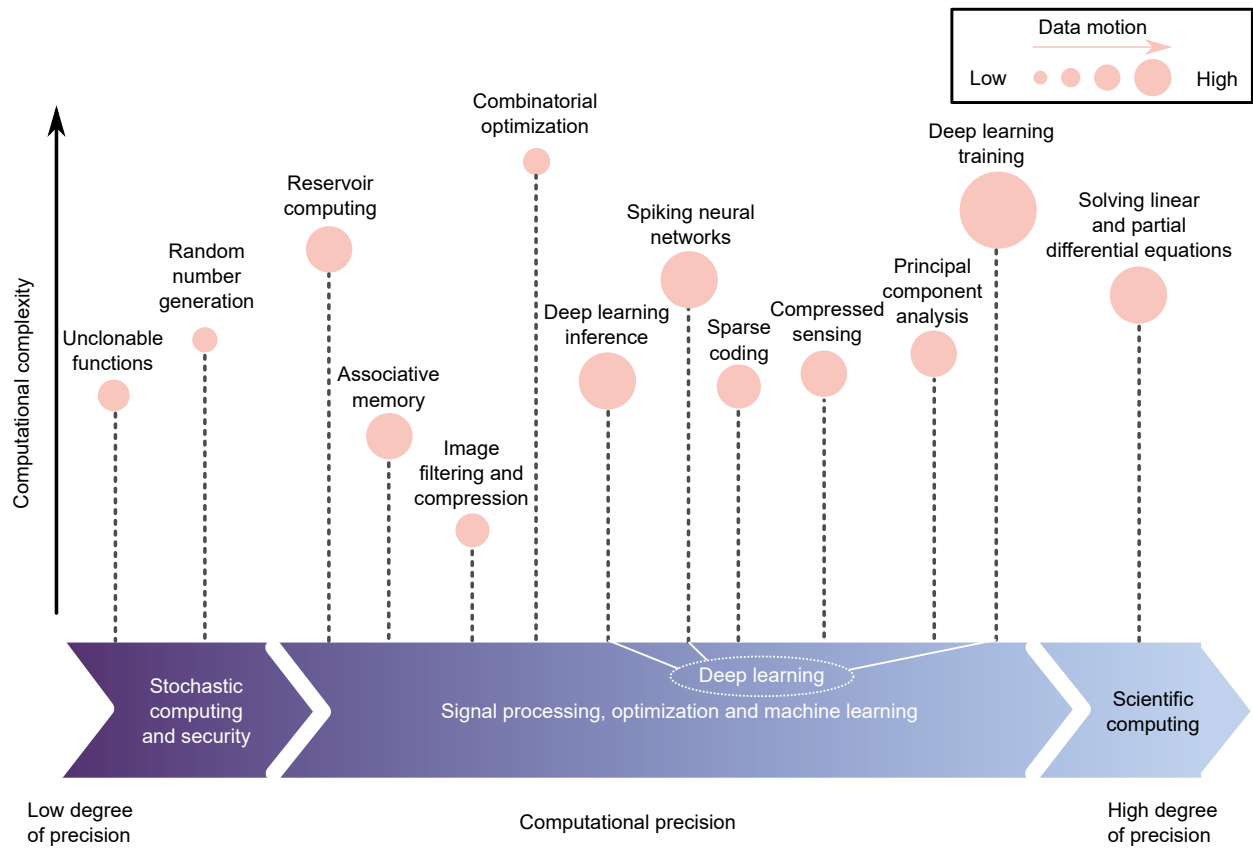 Data motion
Low
High
Computational complexity
Unclonable
functions
Random
number
generation
Reservoir
computing
Associative
memory
Image
filtering and
compression
Combinatorial
optimization
Deep learning
inference
Spiking neural
networks
Sparse
coding
Compressed
sensing
Principal
component
analysis
Deep learning
training
Solving linear
and partial
differential equations
Stochastic
computing
and security
Deep learning
Signal processing, optimization and machine learning
Scientific
computing
Low degree
of precision
Computational precision
High degree
of precision